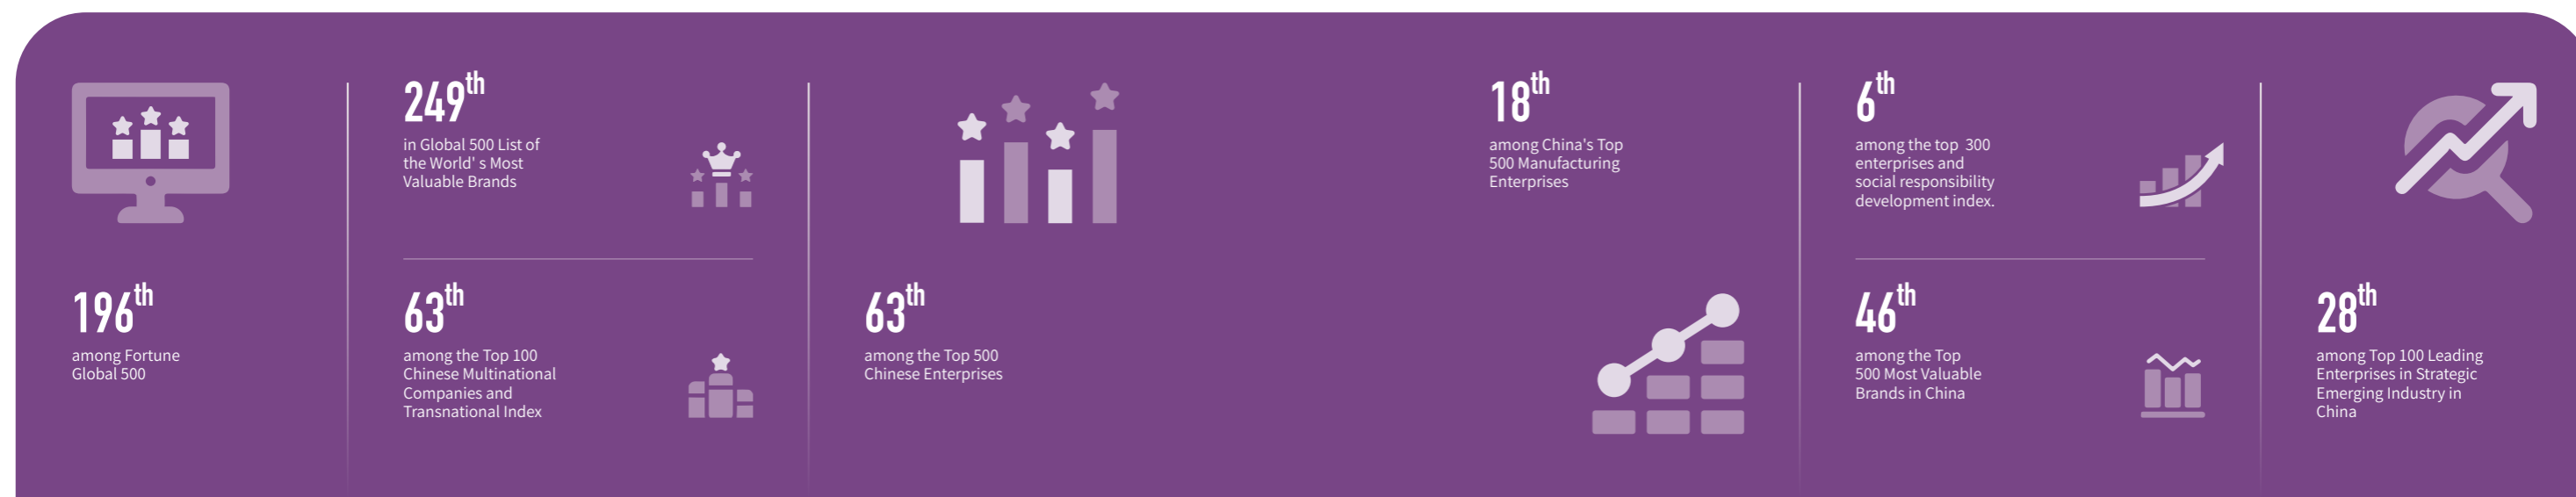 196th
among Fortune
Global 500
249th
in Global 500 List of
the World' s Most
Valuable Brands
63th
among the Top 100
Chinese Multinational
Companies and
Transnational Index
63th
among the Top 500
Chinese Enterprises
18th
among China's Top
500 Manufacturing
Enterprises
6th
among the top  300
enterprises and
social responsibility
development index.
46th
among the Top
500 Most Valuable
Brands in China
28th
among Top 100 Leading
Enterprises in Strategic
Emerging Industry in
China